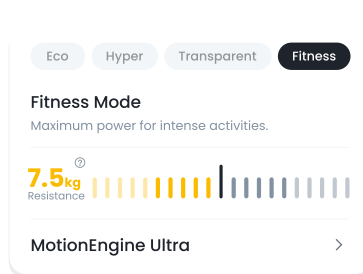 Eco Hyper Transparent Fitness
Fitness Mode
Maximum power for intense activities.
7.5kg ?
Resistance
MotionEngine Ultra